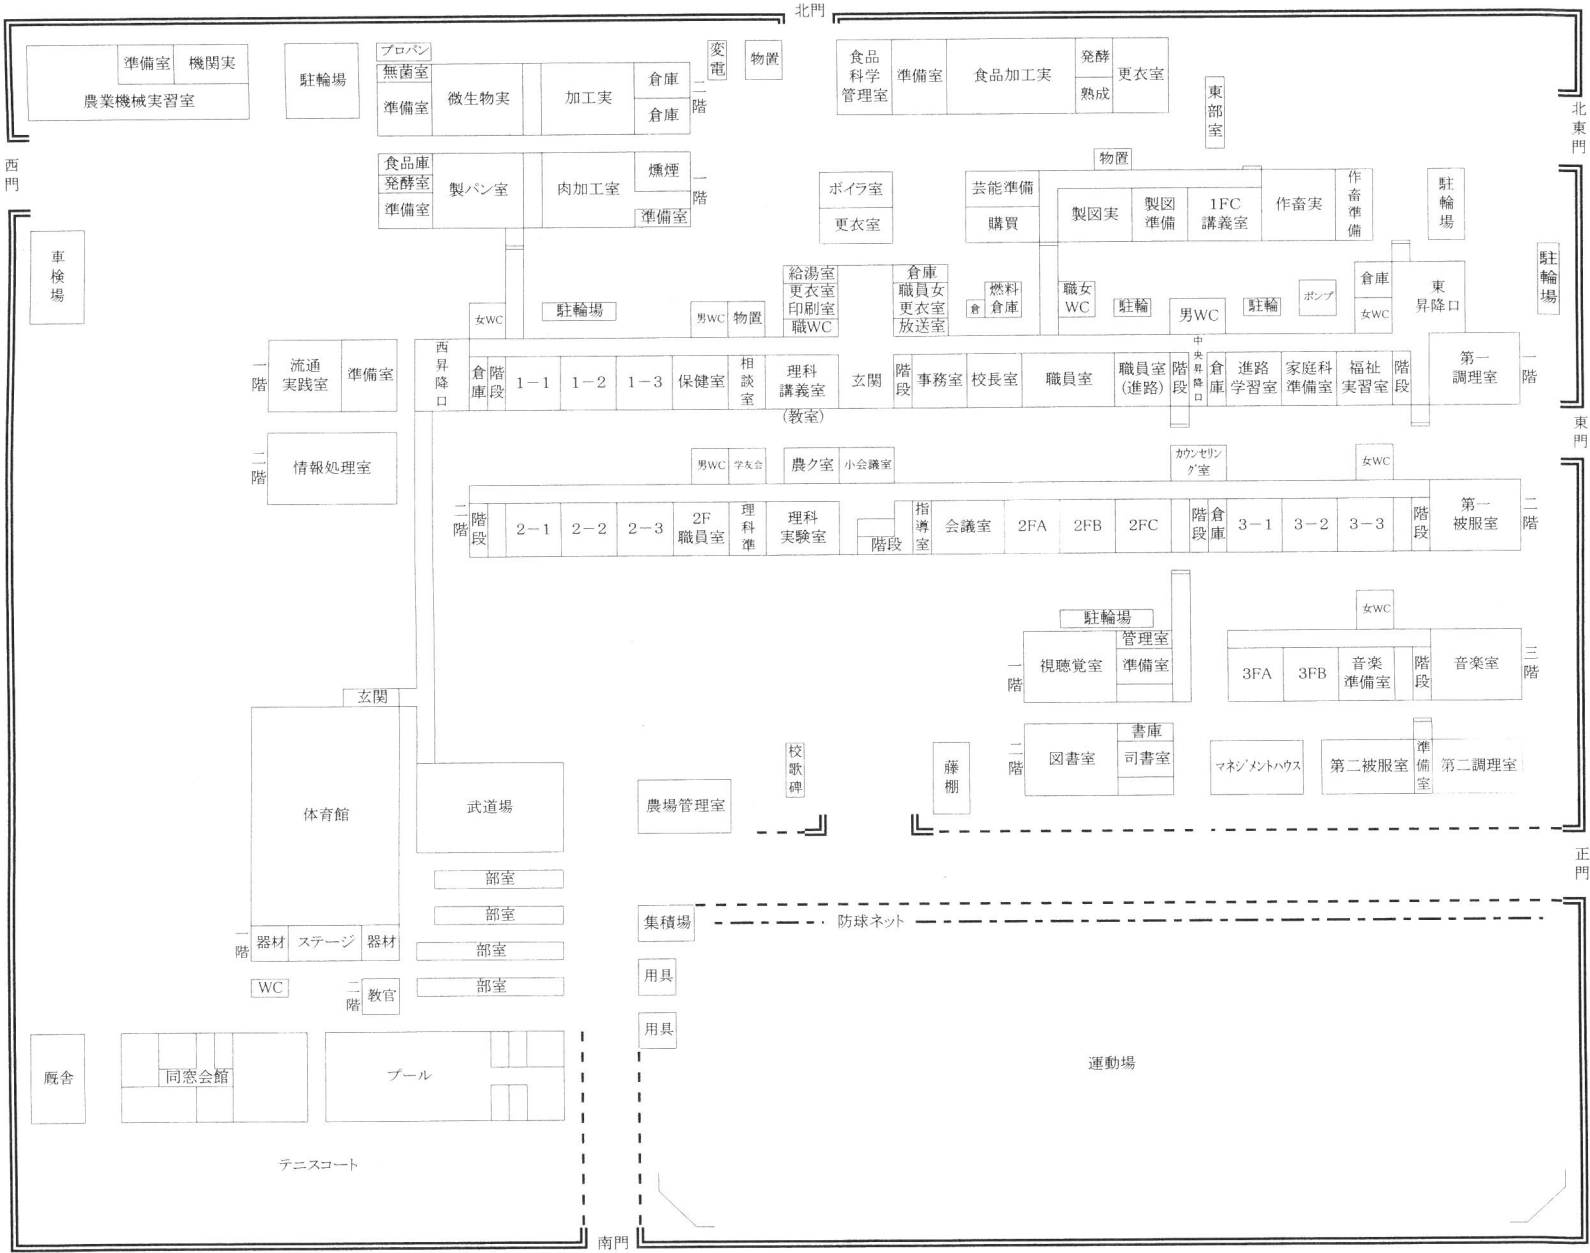 北門
準備室
機関実
農業機械実習室
駐輪場
プロパン
無菌室
準備室
微生物実
加工実
倉庫
倉庫
二階
変電
物置
食品
科学
管理室
準備室
食品加工実
発酵
熟成
更衣室
東部室
北東門
西門
食品庫
発酵室
準備室
製パン室
肉加工室
燻煙
準備室
一階
ボイラ室
更衣室
物置
芸能準備
購買
製図実
製図
準備
1FC
講義室
作畜実
作畜準備
駐輪場
車検場
女WC
駐輪場
男WC
物置
給湯室
更衣室
印刷室
職WC
倉庫
職員女
更衣室
放送室
燃料
倉庫
倉
職女
WC
駐輪
男WC
駐輪
ポンプ
倉庫
女WC
東
昇降口
駐輪場
一階
流通
実践室
準備室
西昇降口
倉庫
階段
1－1
1－2
1－3
保健室
相談室
理科
講義室
(教室)
玄関
階段
事務室
校長室
職員室
職員室
(進路)
階段
中央昇降口
倉庫
進路
学習室
家庭科
準備室
福祉
実習室
階段
第一
調理室
一階
東門
二階
情報処理室
男WC
学友会
農ク室
小会議室
カウンセリン
グ室
女WC
二階
階段
2－1
2－2
2－3
2F
職員室
理科準
理科
実験室
階段
指導室
会議室
2FA
2FB
2FC
階段
倉庫
3－1
3－2
3－3
階段
第一
被服室
二階
駐輪場
一階
視聴覚室
管理室
準備室
女WC
3FA
3FB
音楽
準備室
階段
音楽室
三階
玄関
体育館
武道場
農場管理室
校歌碑
藤棚
二階
図書室
書庫
司書室
マネジメントハウス
第二被服室
準備室
第二調理室
正門
部室
部室
部室
部室
集積場
防球ネット
一階
器材
ステージ
器材
WC
二階
教官
用具
用具
厩舎
同窓会館
プール
運動場
テニスコート
南門